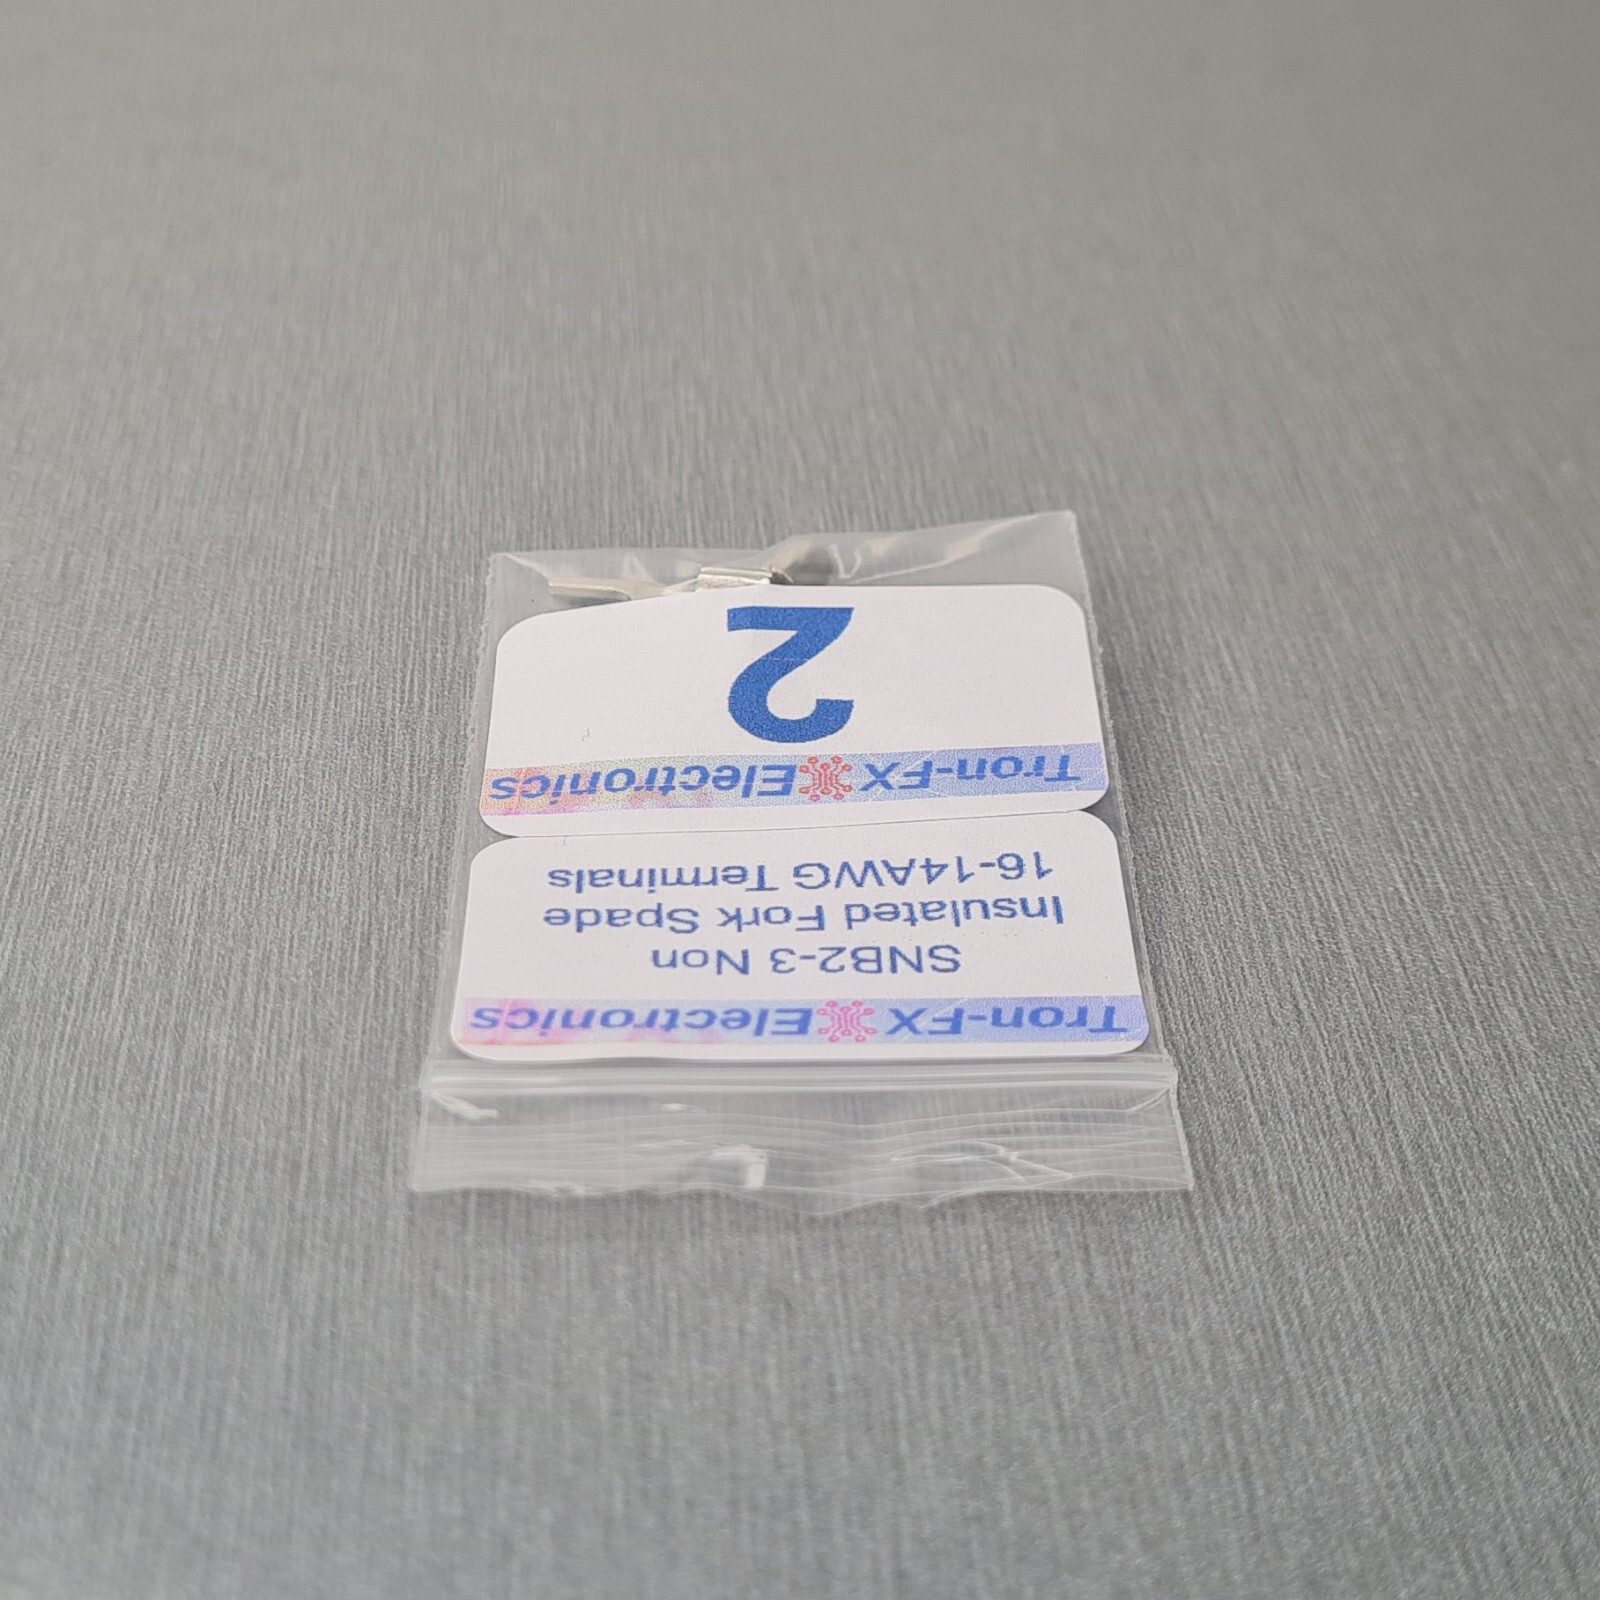 Tron-FX Electronics
SNB2-3 Non
Insulated Fork Spade
16-14AWG Terminals
Tron-FX Electronics
2